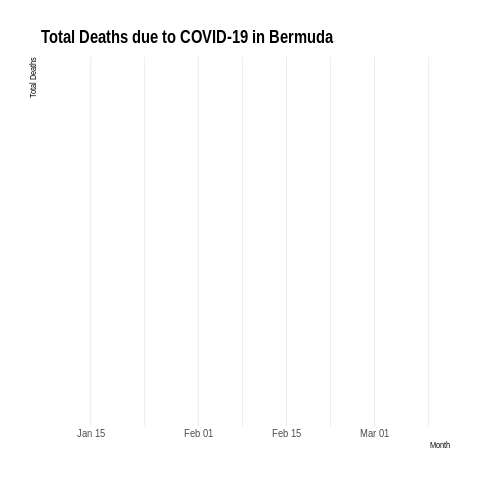 Total Deaths due to COVID-19 in Bermuda
Total Deaths
Jan 15 Feb 01 Feb 15 Mar 01
Month